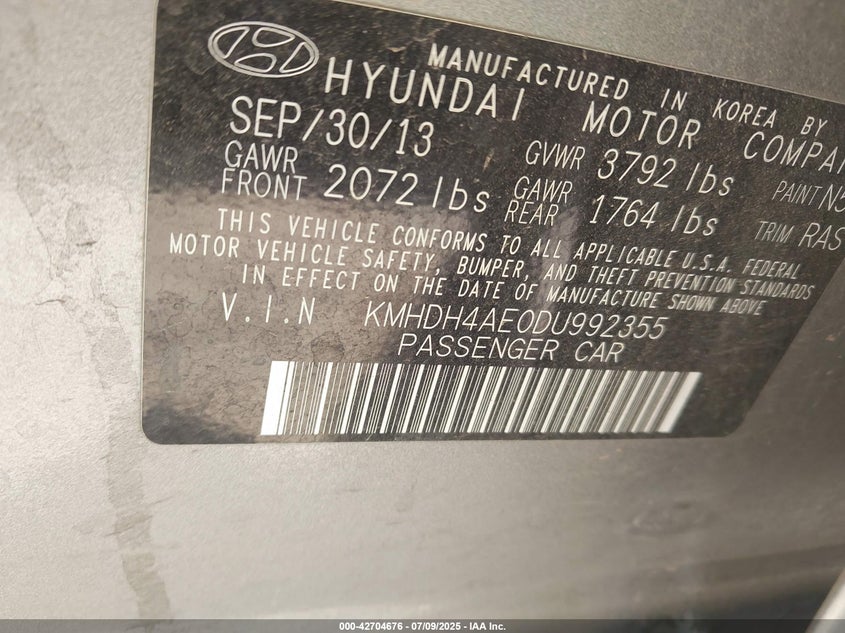 MANUFACTURED IN KOREA BY
HYUNDAI MOTOR COMPAN
SEP/30/13 GVWR 3792 lbs PAINT N5
GAWR FRONT 2072 lbs GAWR REAR 1764 lbs TRIM RAS
THIS VEHICLE CONFORMS TO ALL APPLICABLE U.S.A. FEDERAL
MOTOR VEHICLE SAFETY, BUMPER, AND THEFT PREVENTION STANDARDS
IN EFFECT ON THE DATE OF MANUFACTURE SHOWN ABOVE
V.I.N KMHDH4AE0DU992355
PASSENGER CAR
000-42704676 - 07/09/2025 - IAA Inc.